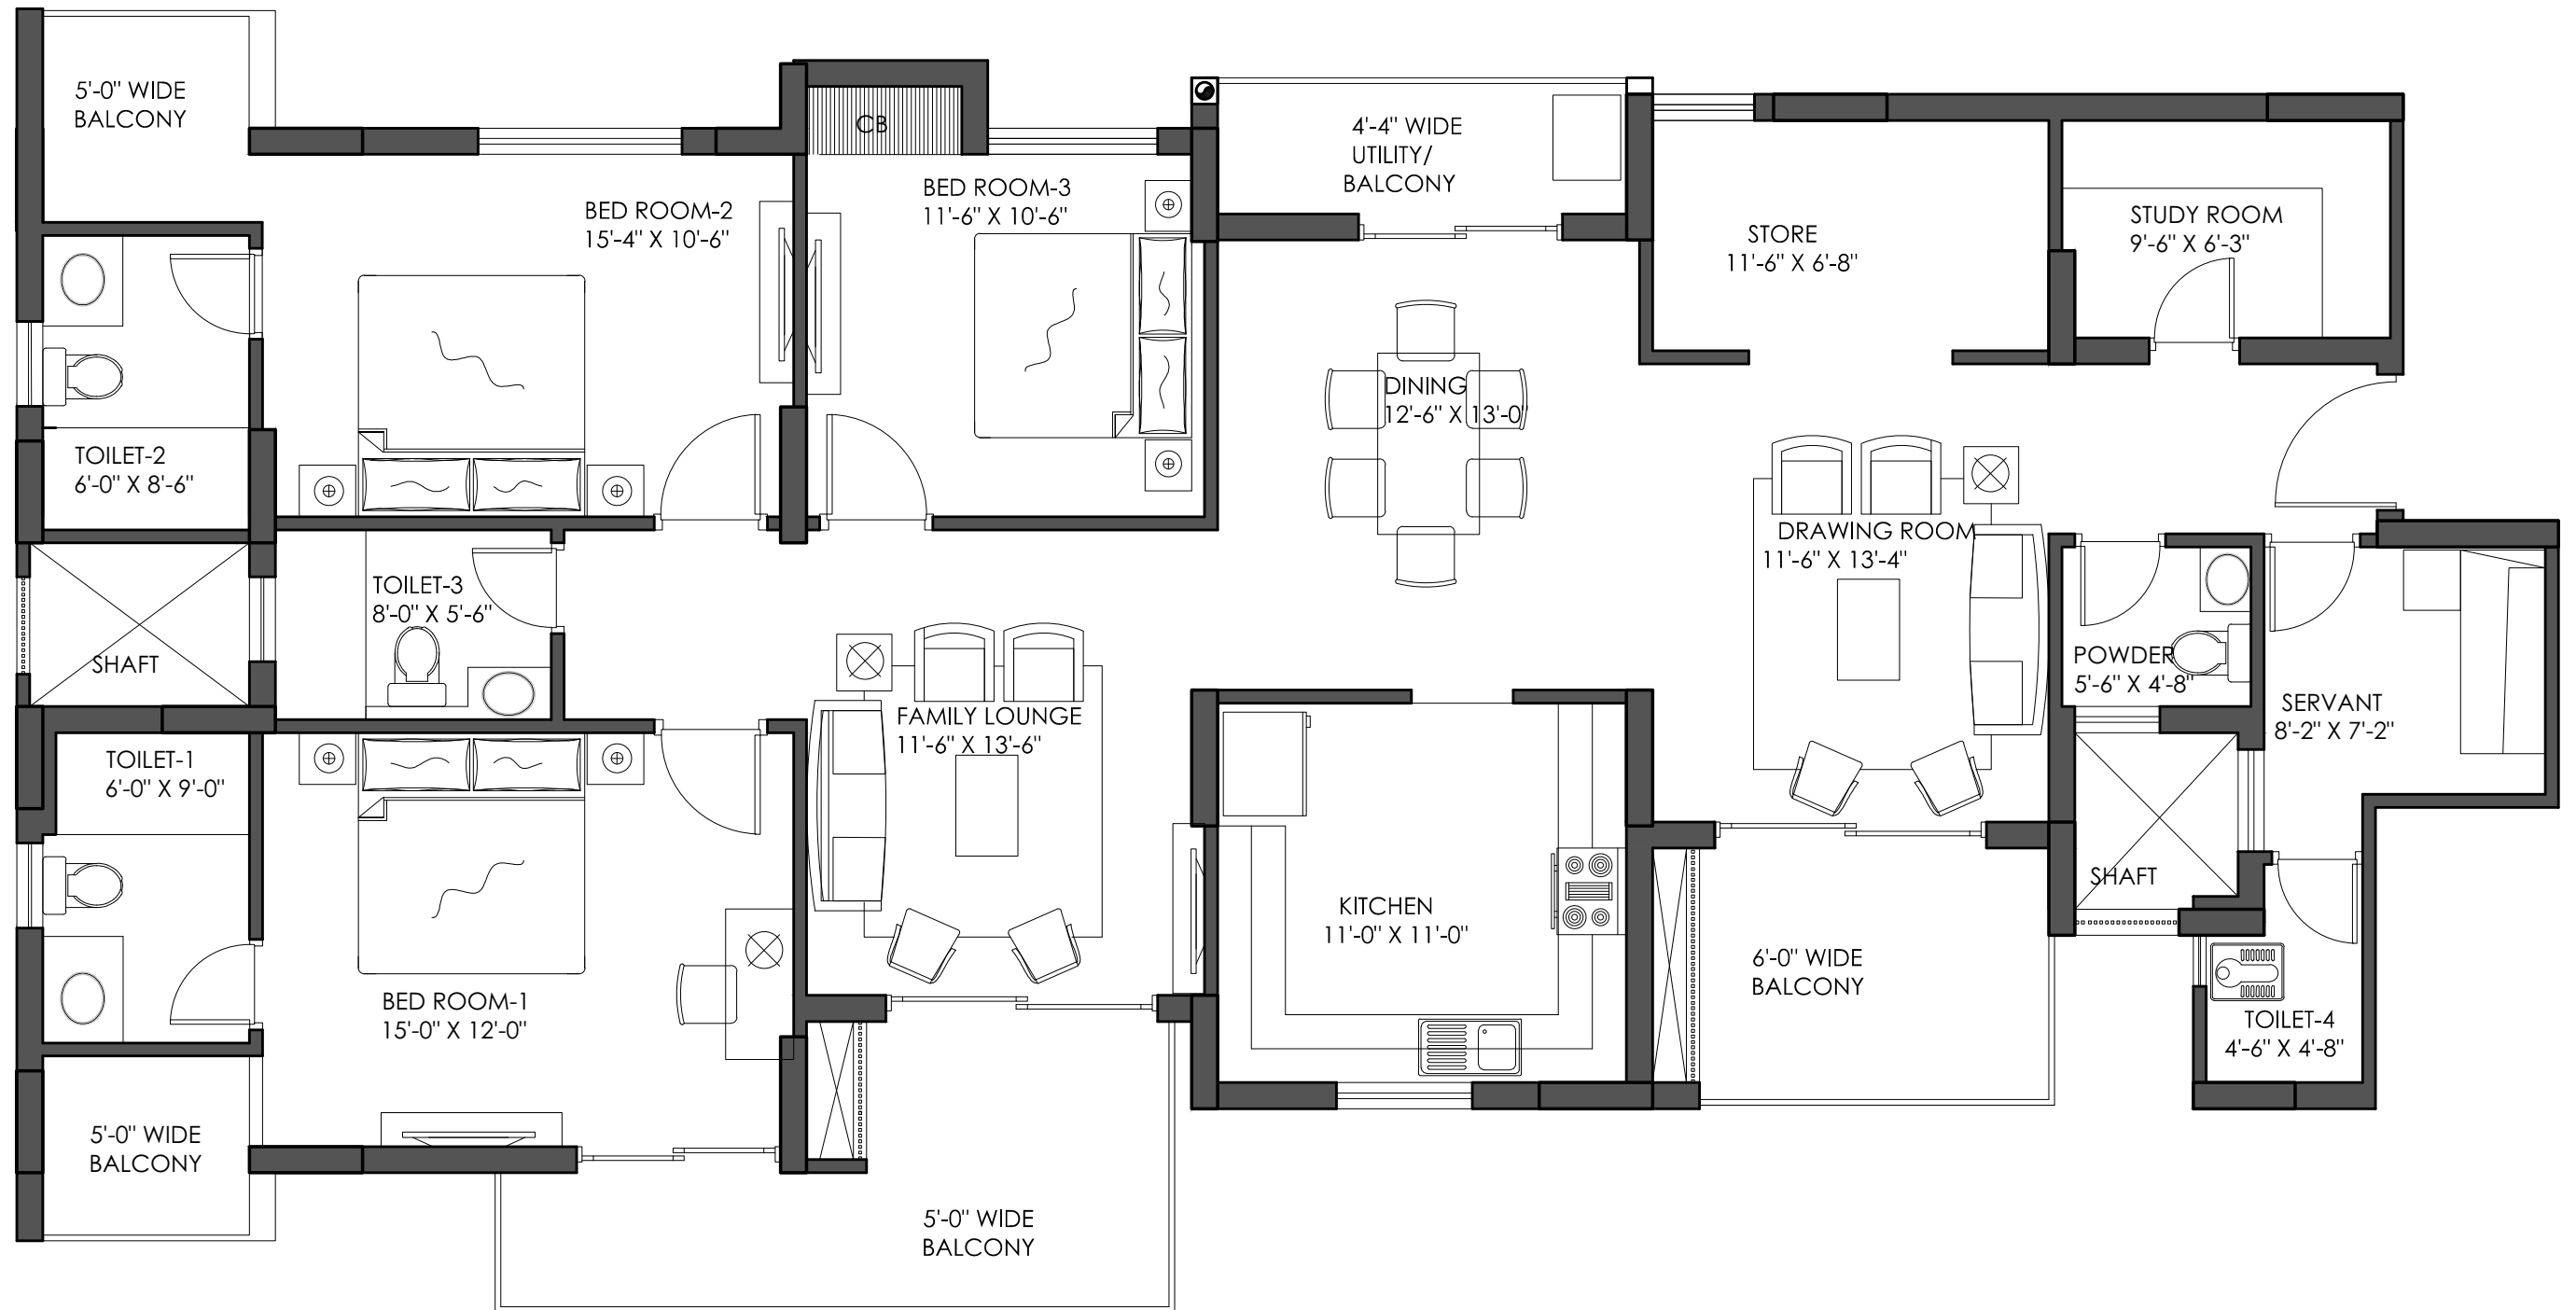 5'-0" WIDE
BALCONY
CB
4'-4" WIDE
UTILITY/
BALCONY
BED ROOM-2
15'-4" X 10'-6"
BED ROOM-3
11'-6" X 10'-6"
STORE
11'-6" X 6'-8"
STUDY ROOM
9'-6" X 6'-3"
DINING
12'-6" X 13'-0"
TOILET-2
6'-0" X 8'-6"
DRAWING ROOM
11'-6" X 13'-4"
TOILET-3
8'-0" X 5'-6"
SHAFT
POWDER
5'-6" X 4'-8"
SERVANT
8'-2" X 7'-2"
FAMILY LOUNGE
11'-6" X 13'-6"
TOILET-1
6'-0" X 9'-0"
SHAFT
KITCHEN
11'-0" X 11'-0"
6'-0" WIDE
BALCONY
BED ROOM-1
15'-0" X 12'-0"
TOILET-4
4'-6" X 4'-8"
5'-0" WIDE
BALCONY
5'-0" WIDE
BALCONY